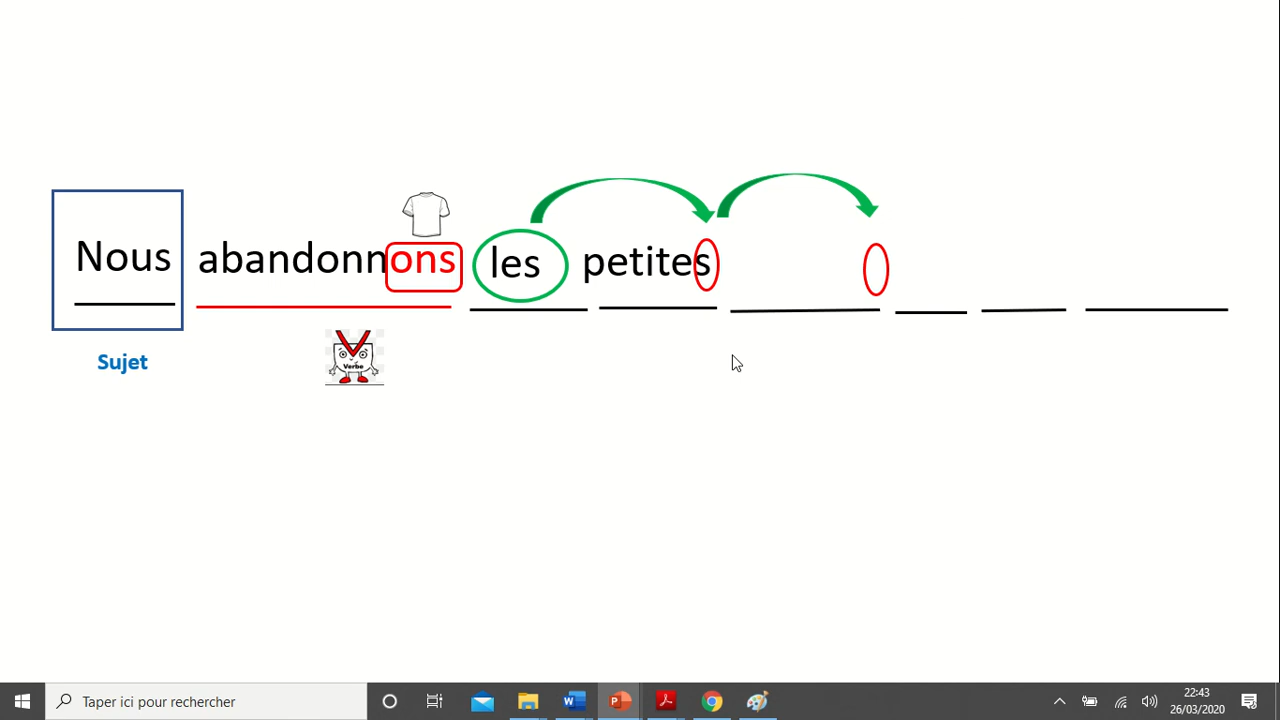 Nous abandonnons les petites
Sujet
Verbe
Taper ici pour rechercher
22:43
26/03/2020